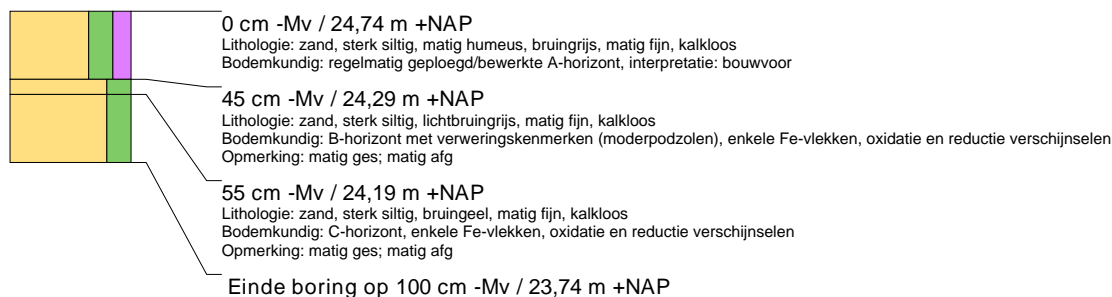 0 cm -Mv / 24,74 m +NAP
Lithologie: zand, sterk siltig, matig humeus, bruingrijs, matig fijn, kalkloos
Bodemkundig: regelmatig geploegd/bewerkte A-horizont, interpretatie: bouwvoor
45 cm -Mv / 24,29 m +NAP
Lithologie: zand, sterk siltig, lichtbruingrijs, matig fijn, kalkloos
Bodemkundig: B-horizont met verweringskenmerken (moderpodzolen), enkele Fe-vlekken, oxidatie en reductie verschijnselen
Opmerking: matig ges; matig afg
55 cm -Mv / 24,19 m +NAP
Lithologie: zand, sterk siltig, bruingeel, matig fijn, kalkloos
Bodemkundig: C-horizont, enkele Fe-vlekken, oxidatie en reductie verschijnselen
Opmerking: matig ges; matig afg
Einde boring op 100 cm -Mv / 23,74 m +NAP